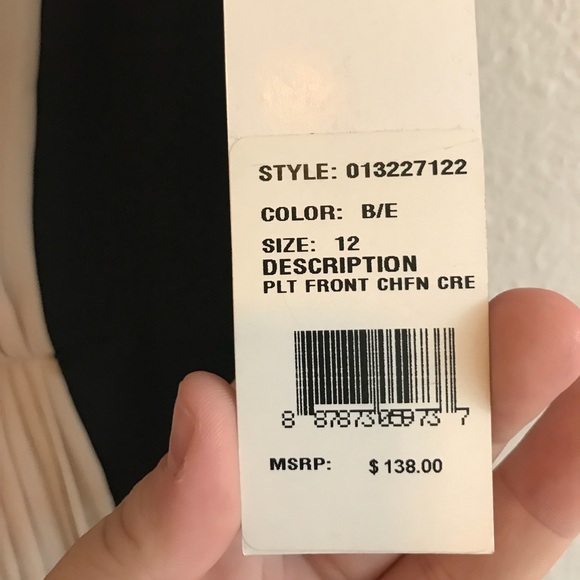 STYLE: 013227122
COLOR: B/E
SIZE: 12
DESCRIPTION
PLT FRONT CHFN CRE
8 87873 05973 7
MSRP: $ 138.00